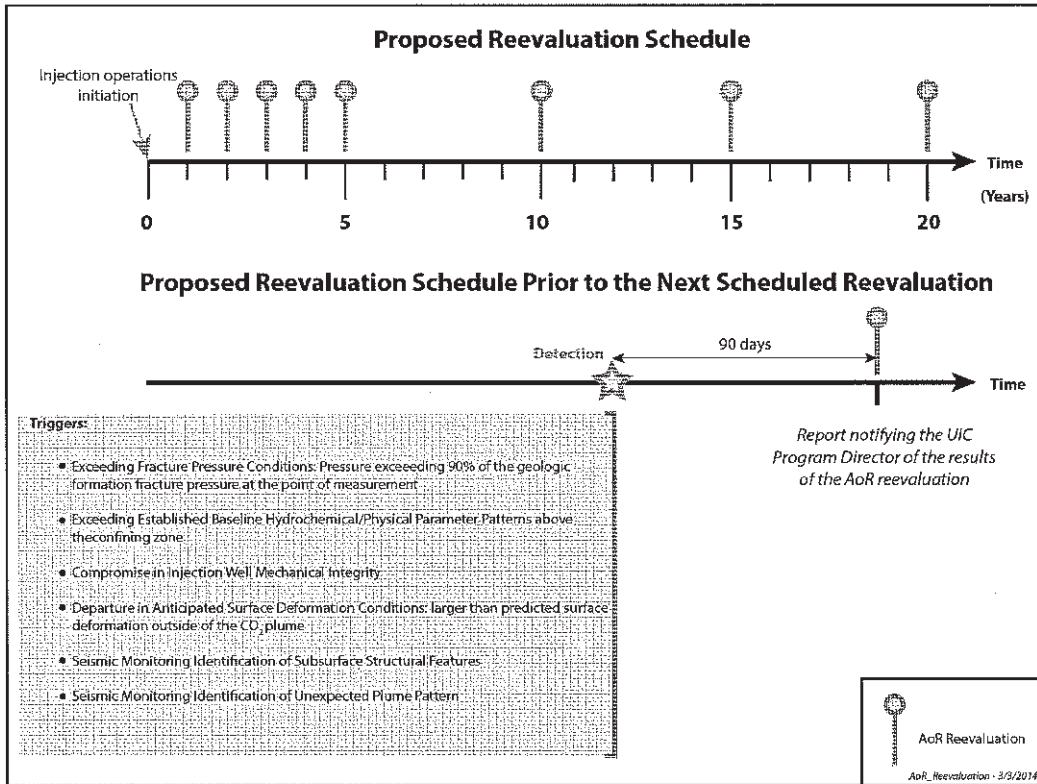 Proposed Reevaluation Schedule
Injection operations
initiation
Time
(Years)
0
5
10
15
20
Proposed Reevaluation Schedule Prior to the Next Scheduled Reevaluation
Detection
90 days
Time
Triggers:
• Exceeding Fracture Pressure Conditions: Pressure exceeeding 90% of the geologic
formation fracture pressure at the point of measurement
• Exceeding Established Baseline Hydrochemical/Physical Parameter Patterns above
theconfining zone
• Compromise in Injection Well Mechanical Integrity
• Departure in Anticipated Surface Deformation Conditions: larger than predicted surface
deformation outside of the CO₂ plume
• Seismic Monitoring Identification of Subsurface Structural Features
• Seismic Monitoring Identification of Unexpected Plume Pattern
Report notifying the UIC
Program Director of the results
of the AoR reevaluation
AoR Reevaluation
AoR_Reevaluation - 3/3/2014